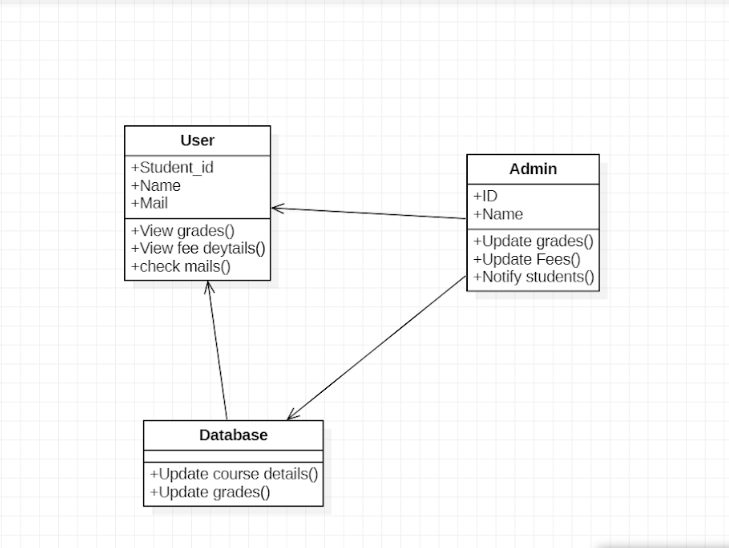 User
+Student_id
+Name
+Mail
+View grades()
+View fee deytails()
+check mails()
Admin
+ID
+Name
+Update grades()
+Update Fees()
+Notify students()
Database
+Update course details()
+Update grades()